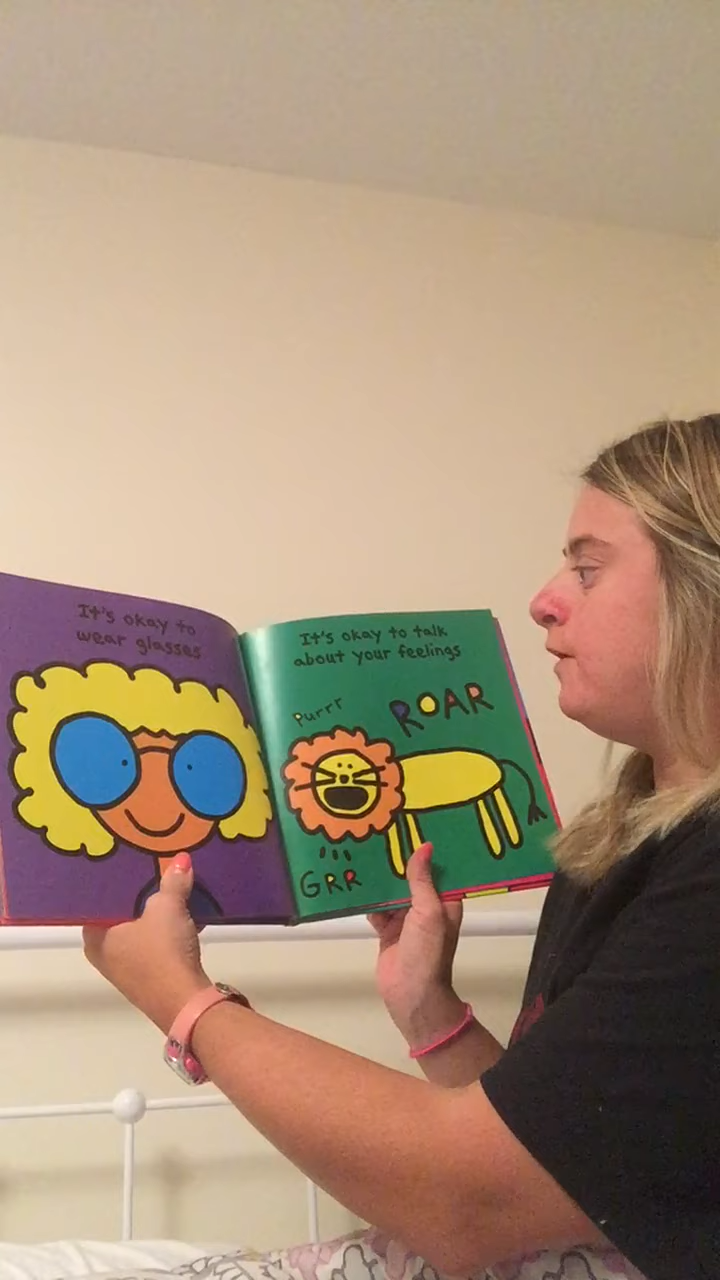 It's okay to
wear glasses
It's okay to talk
about your feelings
Purrr
ROAR
GRR